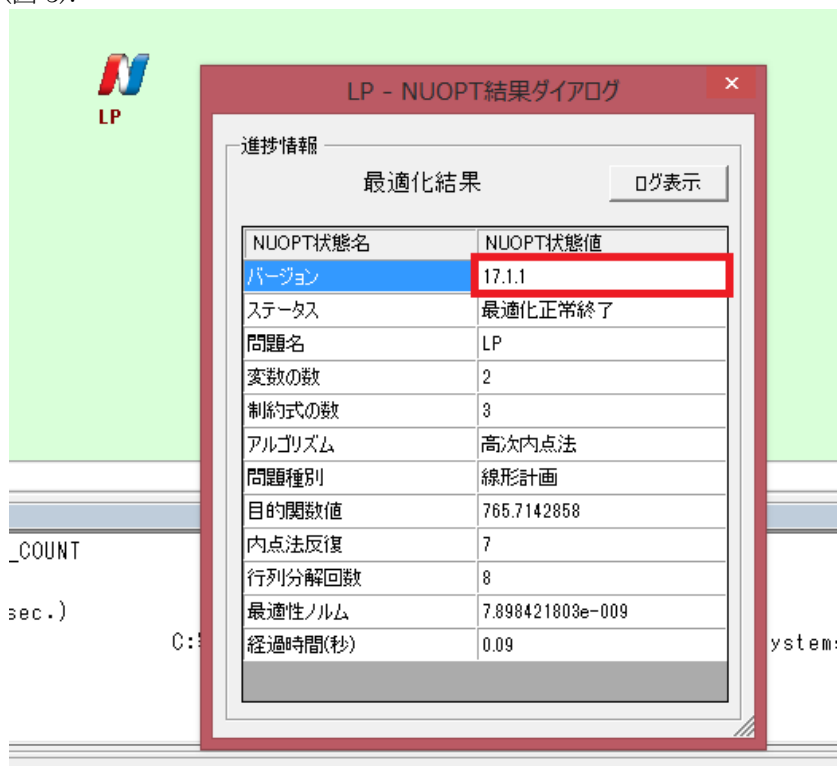 LP
LP - NUOPT結果ダイアログ
進捗情報
最適化結果
ログ表示
NUOPT状態名 NUOPT状態値
バージョン 17.1.1
ステータス 最適化正常終了
問題名 LP
変数の数 2
制約式の数 3
アルゴリズム 高次内点法
問題種別 線形計画
目的関数値 765.7142858
内点法反復 7
行列分解回数 8
最適性ノルム 7.898421803e-009
経過時間(秒) 0.09
_COUNT
sec.)
C:
ystem